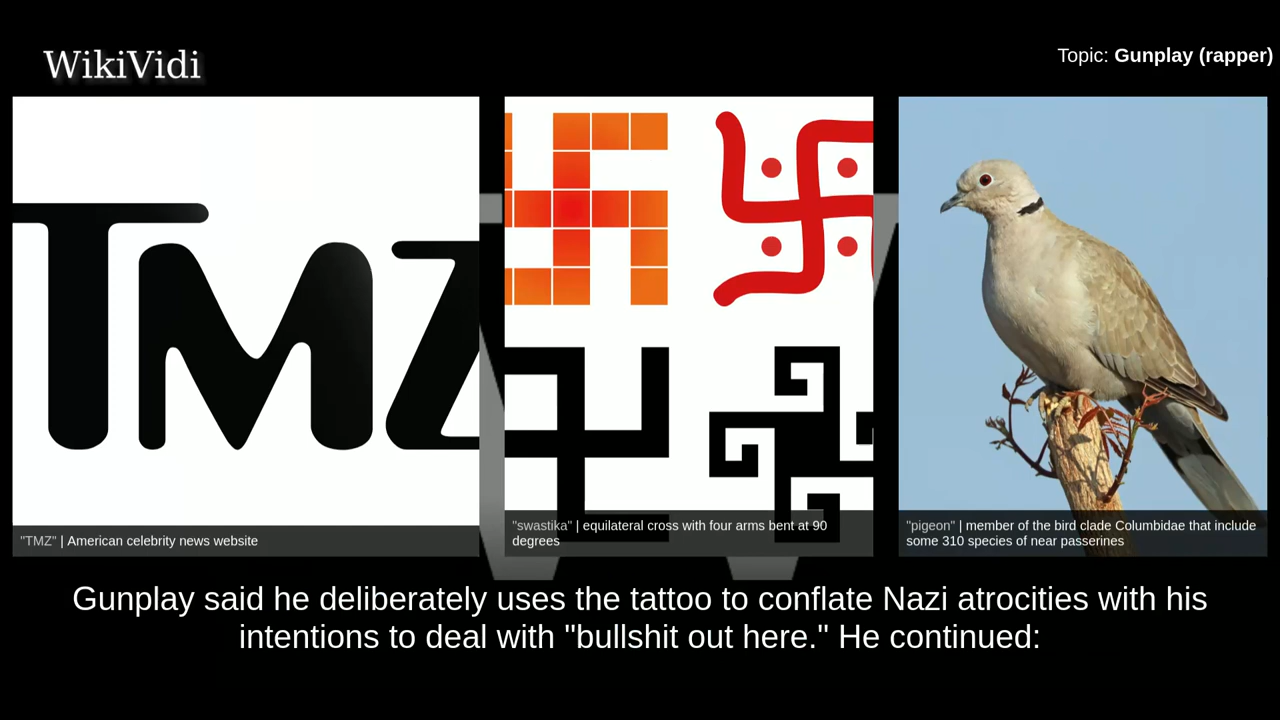 WikiVidi
Topic: Gunplay (rapper)
TMZ
"TMZ" | American celebrity news website
"swastika" | equilateral cross with four arms bent at 90
degrees
"pigeon" | member of the bird clade Columbidae that include
some 310 species of near passerines
Gunplay said he deliberately uses the tattoo to conflate Nazi atrocities with his
intentions to deal with "bullshit out here." He continued: